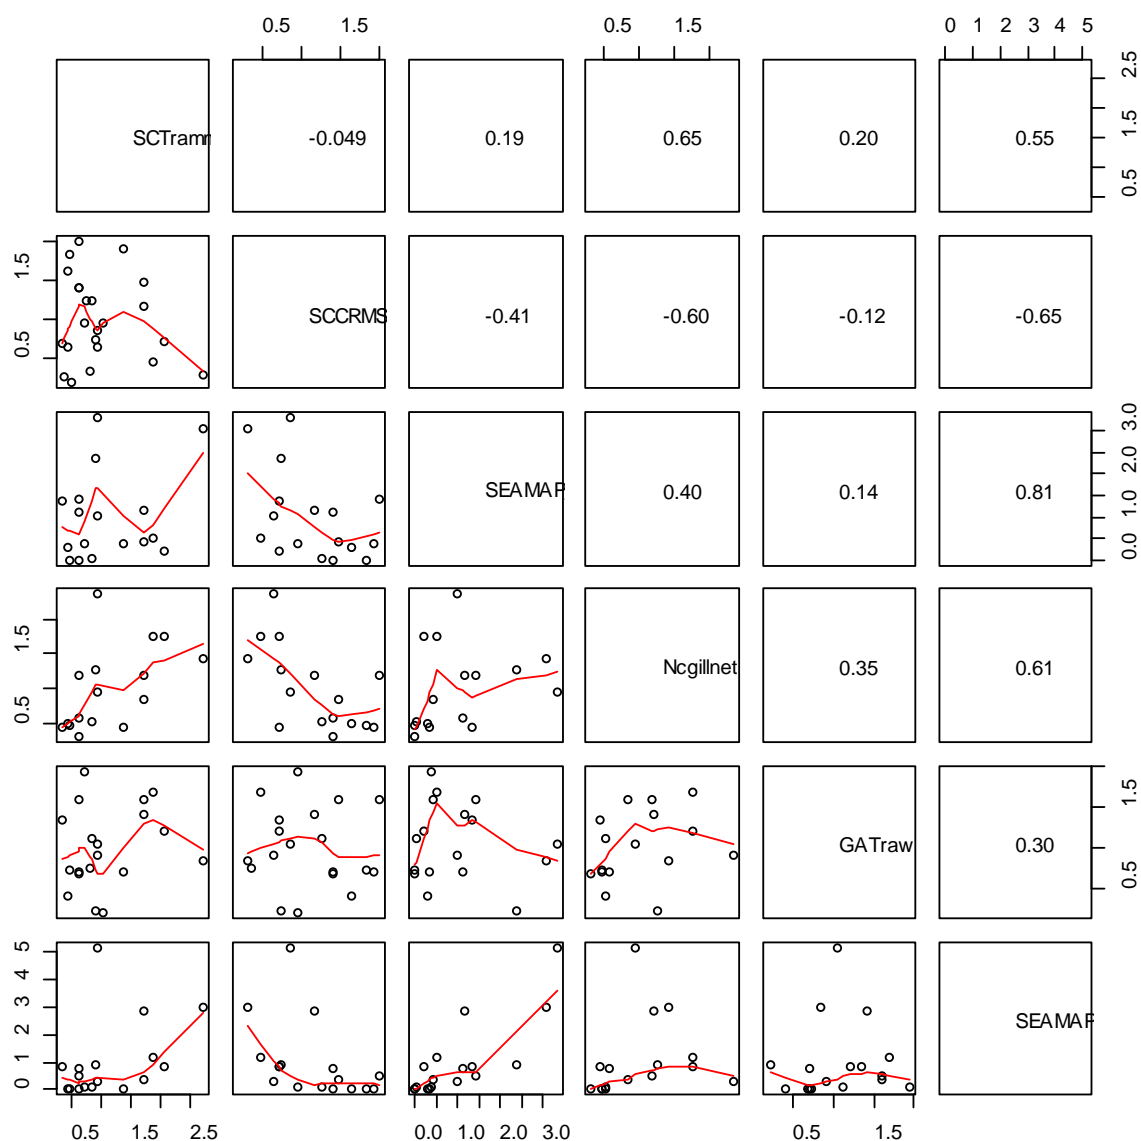 0.5 1.5 0.5 1.5 0 1 2 3 4 5
SCTramr -0.049 0.19 0.65 0.20 0.55 0.5 1.5 2.5
0.5 1.5 SCCRMS -0.41 -0.60 -0.12 -0.65
SEAMAP 0.40 0.14 0.81 0.0 1.0 2.0 3.0
0.5 1.5 Ncgillnet 0.35 0.61
GATraw 0.30 0.5 1.5
0 1 2 3 4 5 SEAMAP
0.5 1.5 2.5 0.0 1.0 2.0 3.0 0.5 1.5